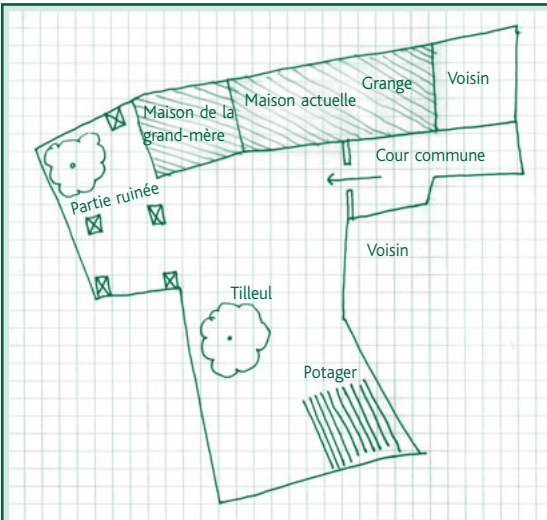 Voisin
Grange
Maison actuelle
Maison de la
grand-mère
Cour commune
Partie ruinée
Voisin
Tilleul
Potager